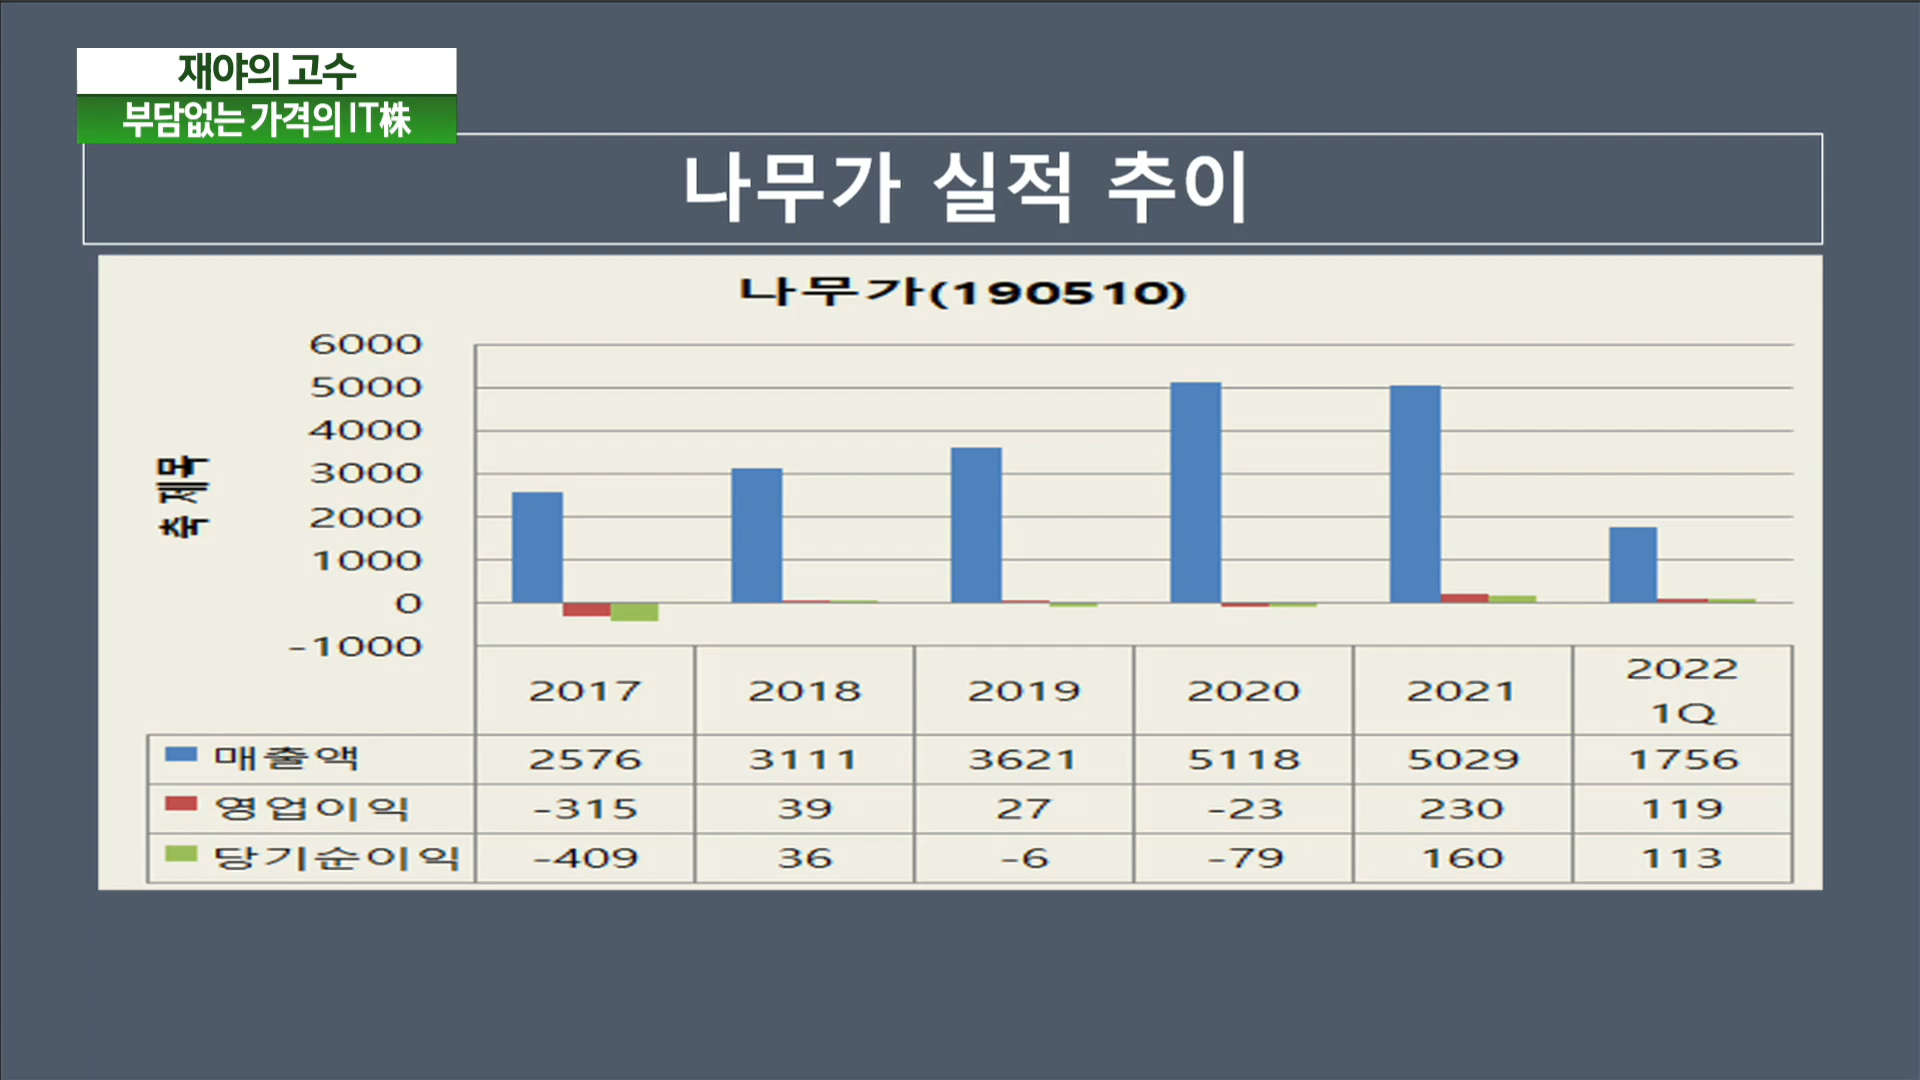 재야의 고수
부담없는 가격의 IT株
나무가 실적 추이
나무가(190510)
6000
5000
4000
3000
2000
1000
0
-1000
축 제목
2017 2018 2019 2020 2021 2022 1Q
매출액 2576 3111 3621 5118 5029 1756
영업이익 -315 39 27 -23 230 119
당기순이익 -409 36 -6 -79 160 113